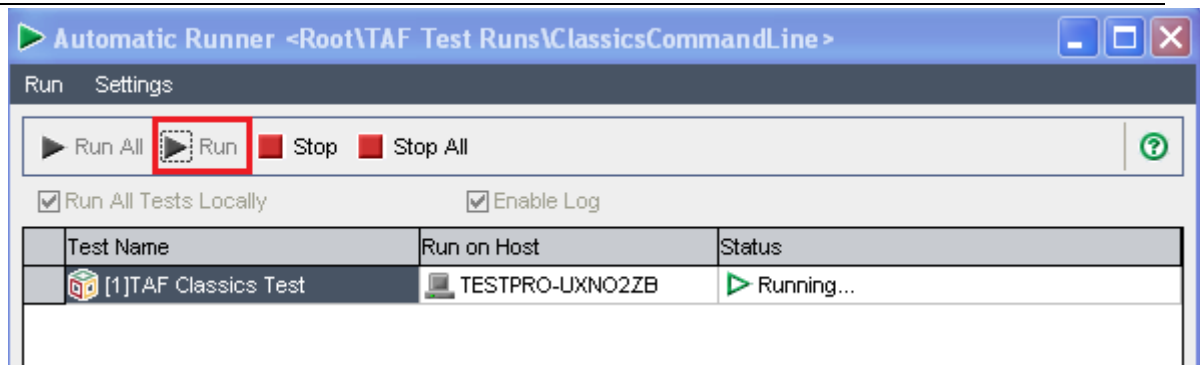 Automatic Runner <Root\TAF Test Runs\ClassicsCommandLine>
Run Settings
Run All Run Stop Stop All ?
Run All Tests Locally Enable Log
Test Name Run on Host Status
[1]TAF Classics Test TESTPRO-UXNO2ZB Running...